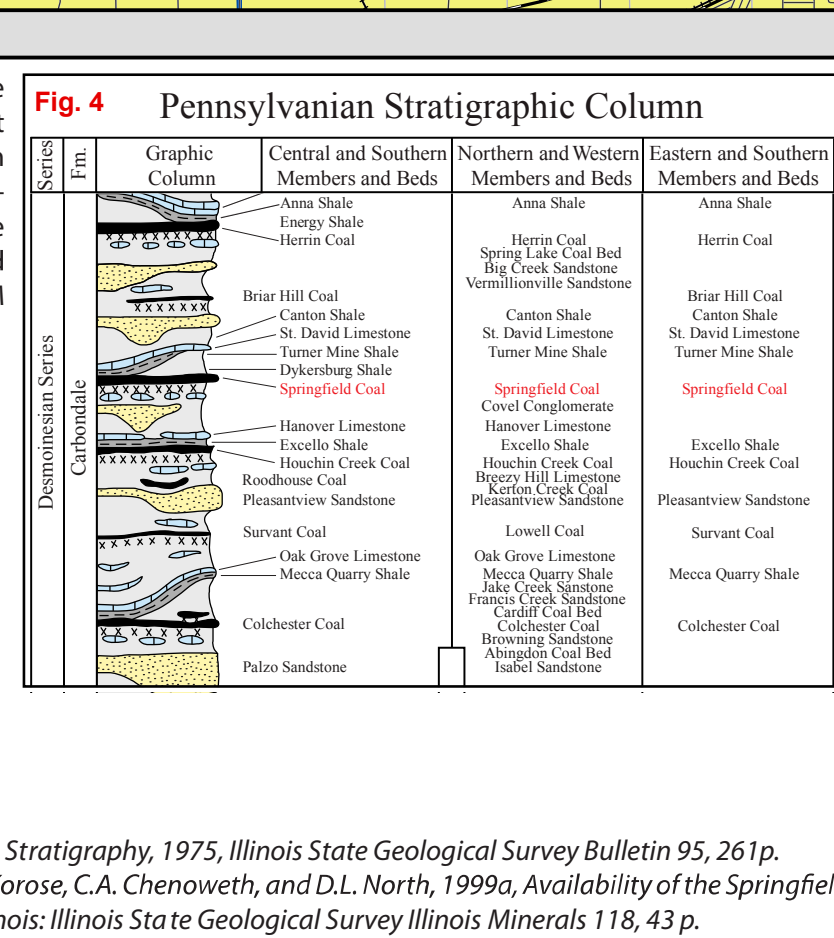 Fig. 4
Pennsylvanian Stratigraphic Column
Series
Fm.
Graphic
Column
Central and Southern
Members and Beds
Northern and Western
Members and Beds
Eastern and Southern
Members and Beds
Desmoinesian Series
Carbondale
Anna Shale
Energy Shale
Herrin Coal
Briar Hill Coal
Canton Shale
St. David Limestone
Turner Mine Shale
Dykersburg Shale
Springfield Coal
Hanover Limestone
Excello Shale
Houchin Creek Coal
Roodhouse Coal
Pleasantview Sandstone
Survant Coal
Oak Grove Limestone
Mecca Quarry Shale
Colchester Coal
Palzo Sandstone
Anna Shale
Herrin Coal
Spring Lake Coal Bed
Big Creek Sandstone
Vermillionville Sandstone
Canton Shale
St. David Limestone
Turner Mine Shale
Springfield Coal
Covel Conglomerate
Hanover Limestone
Excello Shale
Houchin Creek Coal
Breezy Hill Limestone
Kerton Creek Coal
Pleasantview Sandstone
Lowell Coal
Oak Grove Limestone
Mecca Quarry Shale
Jake Creek Sanstone
Francis Creek Sandstone
Cardiff Coal Bed
Colchester Coal
Browning Sandstone
Abingdon Coal Bed
Isabel Sandstone
Anna Shale
Herrin Coal
Briar Hill Coal
Canton Shale
St. David Limestone
Turner Mine Shale
Springfield Coal
Excello Shale
Houchin Creek Coal
Pleasantview Sandstone
Survant Coal
Mecca Quarry Shale
Colchester Coal
Stratigraphy, 1975, Illinois State Geological Survey Bulletin 95, 261p.
orose, C.A. Chenoweth, and D.L. North, 1999a, Availability of the Springfiel
nois: Illinois State Geological Survey Illinois Minerals 118, 43 p.